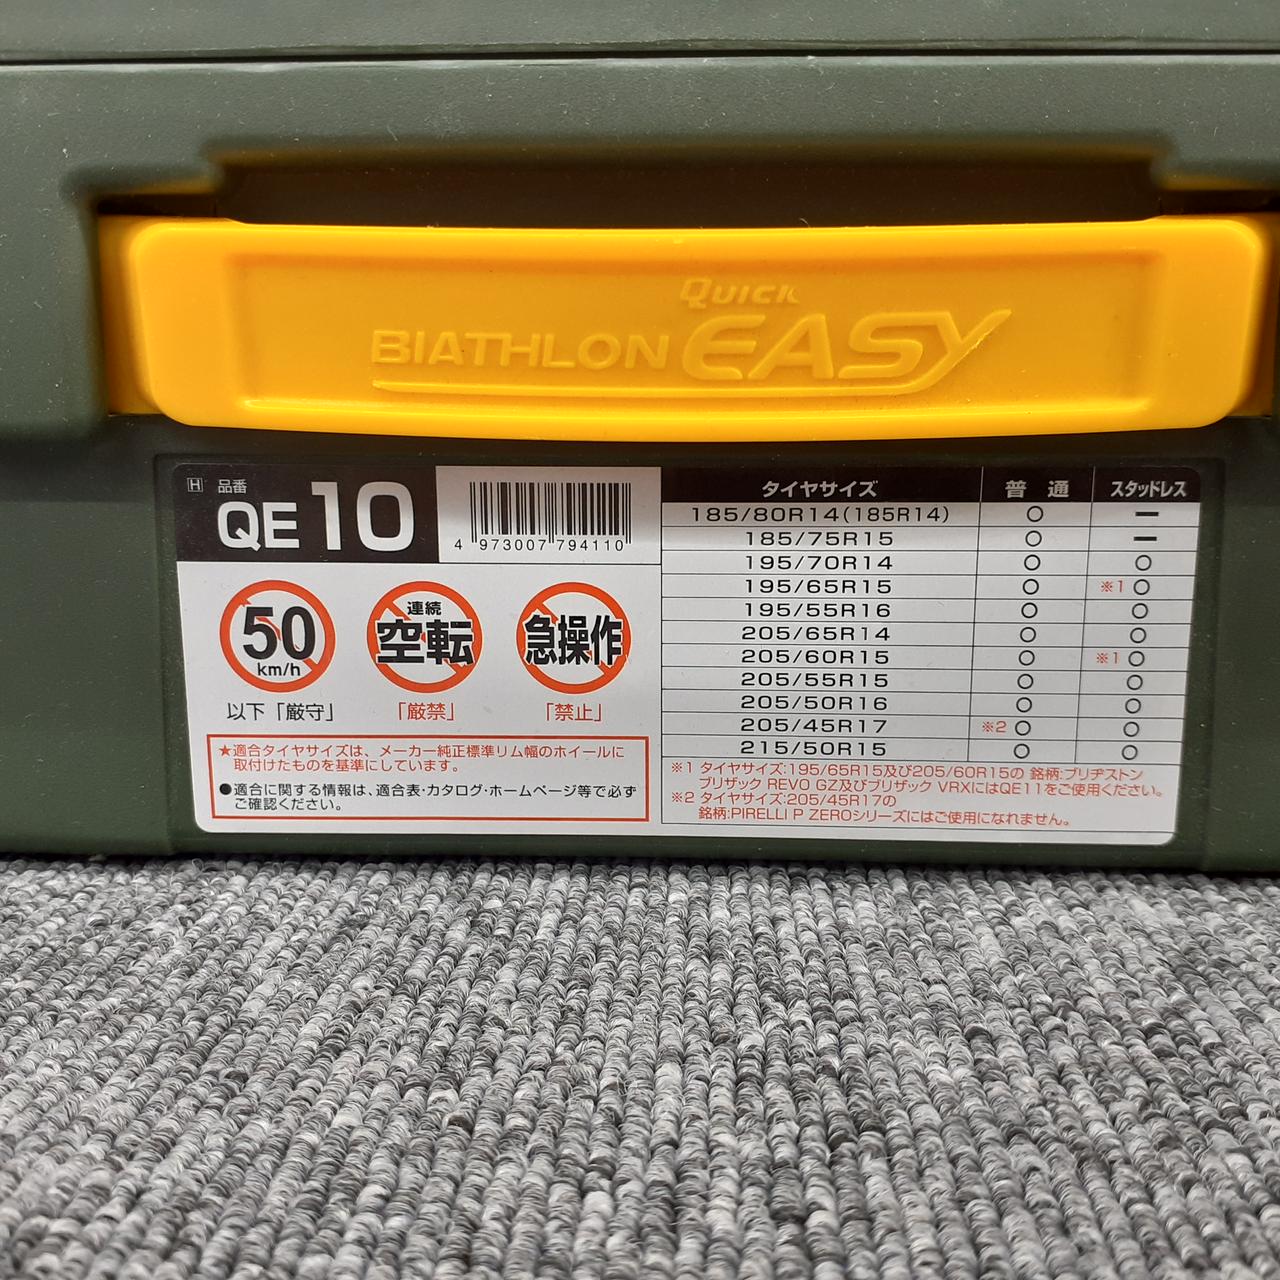 QUICK
BIATHLON EASY
H 品番
QE10
4 973007 794110
50
km/h
以下「厳守」
連続
空転
「厳禁」
急操作
「禁止」
★適合タイヤサイズは、メーカー純正標準リム幅のホイールに
取付けたものを基準にしています。
●適合に関する情報は、適合表・カタログ・ホームページ等で必ず
ご確認ください。
タイヤサイズ 普通 スタッドレス
185/80R14(185R14) ○ ー
185/75R15 ○ ー
195/70R14 ○ ○
195/65R15 ○ ※1 ○
195/55R16 ○ ○
205/65R14 ○ ○
205/60R15 ○ ※1 ○
205/55R15 ○ ○
205/50R16 ○ ○
205/45R17 ※2 ○ ○
215/50R15 ○ ○
※1 タイヤサイズ:195/65R15及び205/60R15の 銘柄:ブリヂストン
ブリザック REVO GZ及びブリザック VRXにはQE11をご使用ください。
※2 タイヤサイズ:205/45R17の
銘柄:PIRELLI P ZEROシリーズにはご使用になれません。